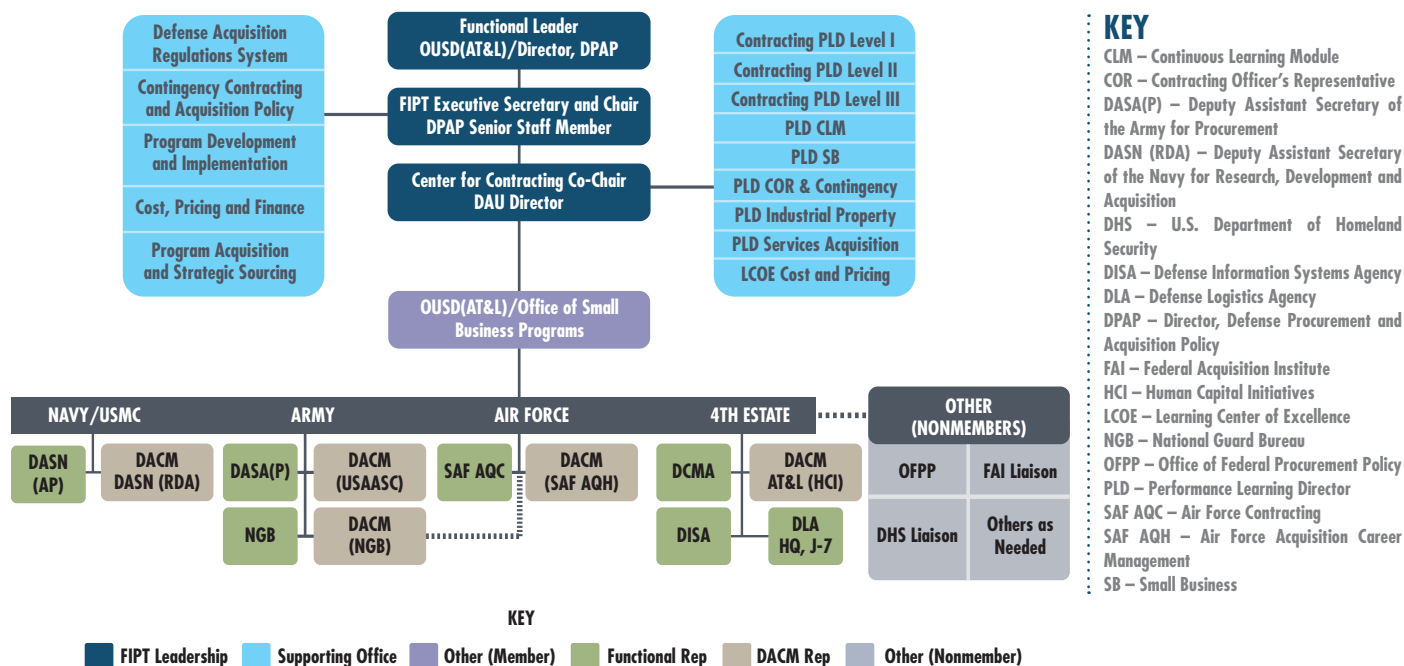 Defense Acquisition
Regulations System
Contingency Contracting
and Acquisition Policy
Program Development
and Implementation
Cost, Pricing and Finance
Program Acquisition
and Strategic Sourcing
Functional Leader
OUSD(AT&L)/Director, DPAP
FIPT Executive Secretary and Chair
DPAP Senior Staff Member
Center for Contracting Co-Chair
DAU Director
OUSD(AT&L)/Office of Small
Business Programs
Contracting PLD Level I
Contracting PLD Level II
Contracting PLD Level III
PLD CLM
PLD SB
PLD COR & Contingency
PLD Industrial Property
PLD Services Acquisition
LCOE Cost and Pricing
NAVY/USMC
ARMY
AIR FORCE
4TH ESTATE
OTHER
(NONMEMBERS)
DASN
(AP)
DACM
DASN (RDA)
DASA(P)
DACM
(USAASC)
NGB
DACM
(NGB)
SAF AQC
DACM
(SAF AQH)
DCMA
DACM
AT&L (HCI)
DISA
DLA
HQ, J-7
OFPP
FAI Liaison
DHS Liaison
Others as
Needed
KEY
FIPT Leadership
Supporting Office
Other (Member)
Functional Rep
DACM Rep
Other (Nonmember)
KEY
CLM – Continuous Learning Module
COR – Contracting Officer's Representative
DASA(P) – Deputy Assistant Secretary of
the Army for Procurement
DASN (RDA) – Deputy Assistant Secretary
of the Navy for Research, Development and
Acquisition
DHS – U.S. Department of Homeland
Security
DISA – Defense Information Systems Agency
DLA – Defense Logistics Agency
DPAP – Director, Defense Procurement and
Acquisition Policy
FAI – Federal Acquisition Institute
HCI – Human Capital Initiatives
LCOE – Learning Center of Excellence
NGB – National Guard Bureau
OFPP – Office of Federal Procurement Policy
PLD – Performance Learning Director
SAF AQC – Air Force Contracting
SAF AQH – Air Force Acquisition Career
Management
SB – Small Business